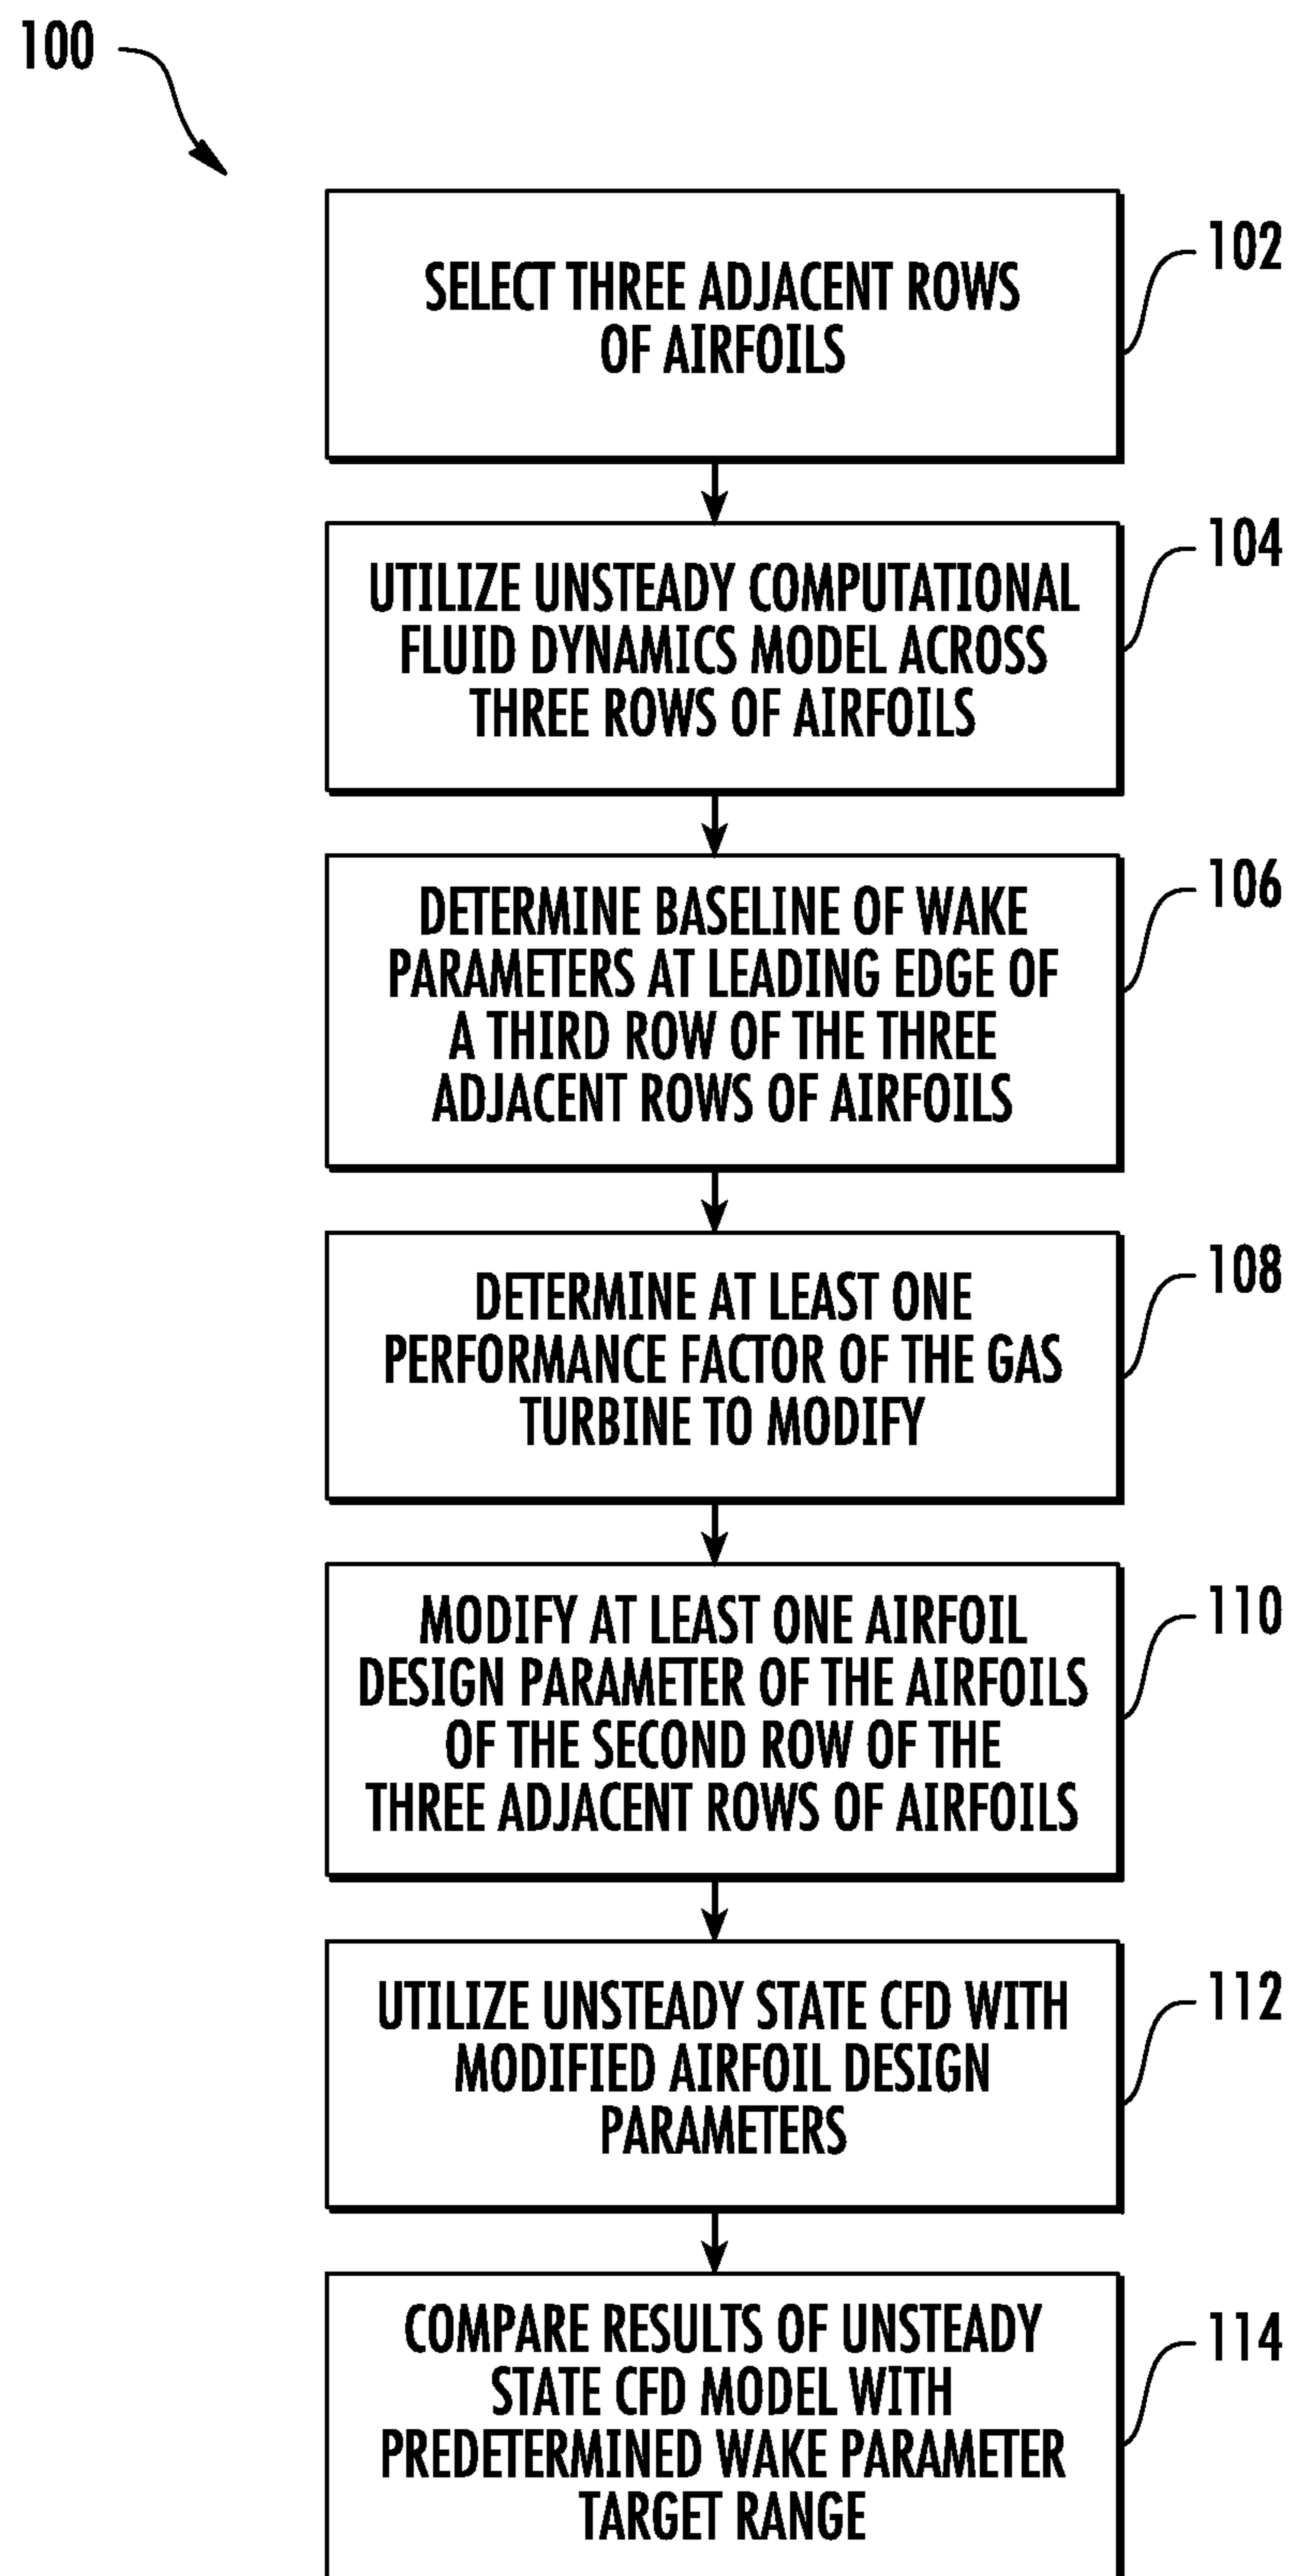 100
SELECT THREE ADJACENT ROWS
OF AIRFOILS
102
UTILIZE UNSTEADY COMPUTATIONAL
FLUID DYNAMICS MODEL ACROSS
THREE ROWS OF AIRFOILS
104
DETERMINE BASELINE OF WAKE
PARAMETERS AT LEADING EDGE OF
A THIRD ROW OF THE THREE
ADJACENT ROWS OF AIRFOILS
106
DETERMINE AT LEAST ONE
PERFORMANCE FACTOR OF THE GAS
TURBINE TO MODIFY
108
MODIFY AT LEAST ONE AIRFOIL
DESIGN PARAMETER OF THE AIRFOILS
OF THE SECOND ROW OF THE
THREE ADJACENT ROWS OF AIRFOILS
110
UTILIZE UNSTEADY STATE CFD WITH
MODIFIED AIRFOIL DESIGN
PARAMETERS
112
COMPARE RESULTS OF UNSTEADY
STATE CFD MODEL WITH
PREDETERMINED WAKE PARAMETER
TARGET RANGE
114